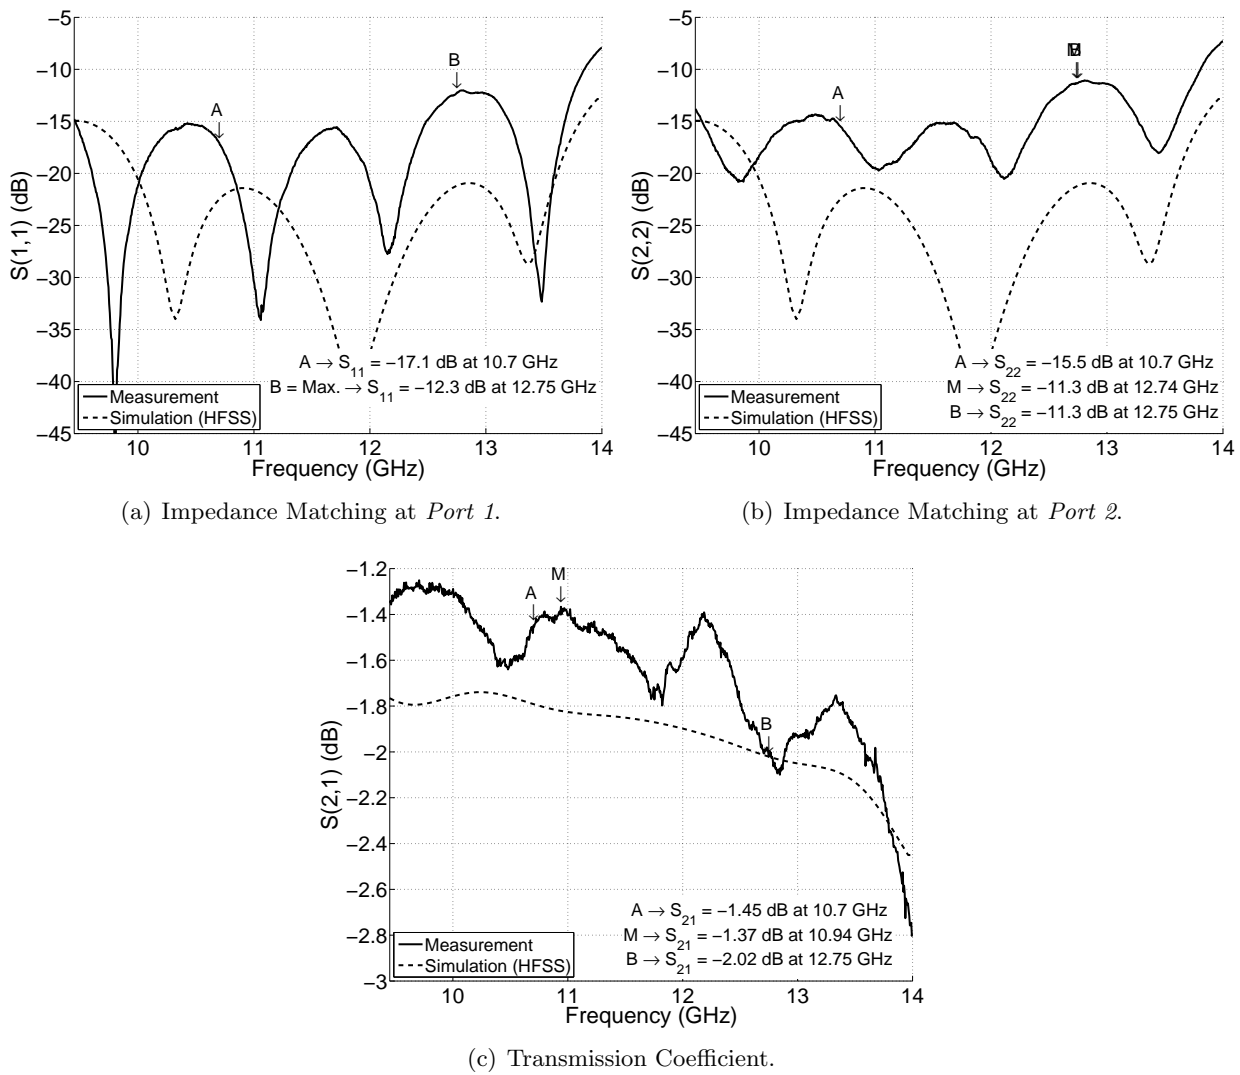 −5
−10
−15
−20
−25
−30
−35
−40
−45
S(1,1) (dB)
A
B
A → S11 = −17.1 dB at 10.7 GHz
B = Max. → S11 = −12.3 dB at 12.75 GHz
Measurement
Simulation (HFSS)
10 11 12 13 14
Frequency (GHz)
(a) Impedance Matching at Port 1.
−5
−10
−15
−20
−25
−30
−35
−40
−45
S(2,2) (dB)
A
M
B
A → S22 = −15.5 dB at 10.7 GHz
M → S22 = −11.3 dB at 12.74 GHz
B → S22 = −11.3 dB at 12.75 GHz
Measurement
Simulation (HFSS)
10 11 12 13 14
Frequency (GHz)
(b) Impedance Matching at Port 2.
−1.2
−1.4
−1.6
−1.8
−2
−2.2
−2.4
−2.6
−2.8
−3
S(2,1) (dB)
A
M
B
A → S21 = −1.45 dB at 10.7 GHz
M → S21 = −1.37 dB at 10.94 GHz
B → S21 = −2.02 dB at 12.75 GHz
Measurement
Simulation (HFSS)
10 11 12 13 14
Frequency (GHz)
(c) Transmission Coefficient.